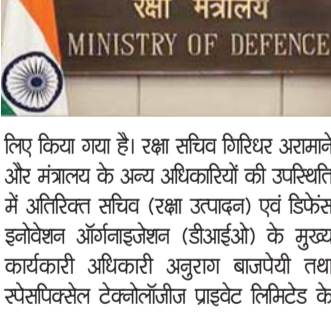 रक्षा मंत्रालय
MINISTRY OF DEFENCE
लिए किया गया है। रक्षा सचिव गिरिधर अरामाने
और मंत्रालय के अन्य अधिकारियों की उपस्थिति
में अतिरिक्त सचिव (रक्षा उत्पादन) एवं डिफेंस
इनोवेशन ऑर्गनाइजेशन (डीआईओ) के मुख्य
कार्यकारी अधिकारी अनुराग बाजपेयी तथा
स्पेसपिक्सेल टेक्नोलॉजीज प्राइवेट लिमिटेड के